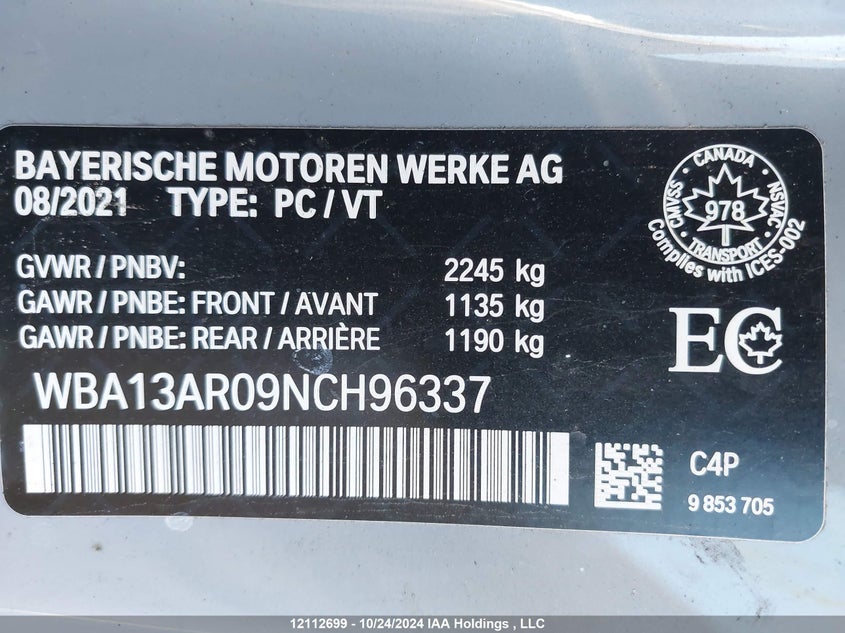 BAYERISCHE MOTOREN WERKE AG
08/2021 TYPE: PC / VT
GVWR / PNBV: 2245 kg
GAWR / PNBE: FRONT / AVANT 1135 kg
GAWR / PNBE: REAR / ARRIÈRE 1190 kg
WBA13AR09NCH96337
CANADA
CMVSS
978
NSVAC
TRANSPORT
Complies with ICES-002
EC
C4P
9 853 705
12112699 - 10/24/2024 IAA Holdings , LLC